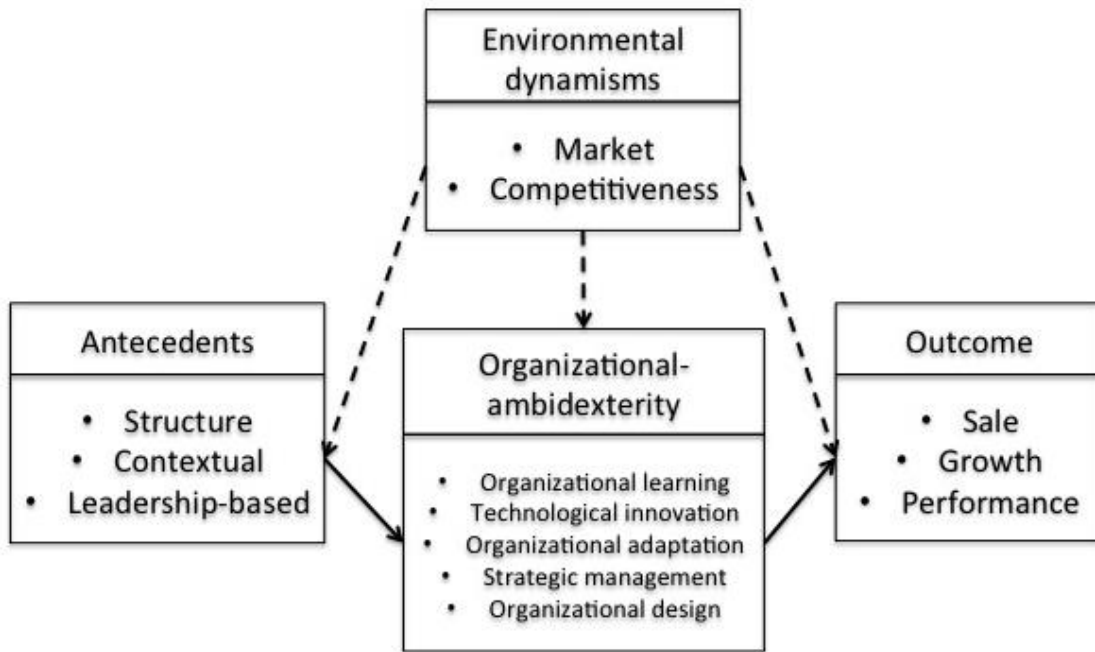 Environmental
dynamisms
• Market
• Competitiveness
Antecedents
• Structure
• Contextual
• Leadership-based
Organizational-
ambidexterity
• Organizational learning
• Technological innovation
• Organizational adaptation
• Strategic management
• Organizational design
Outcome
• Sale
• Growth
• Performance